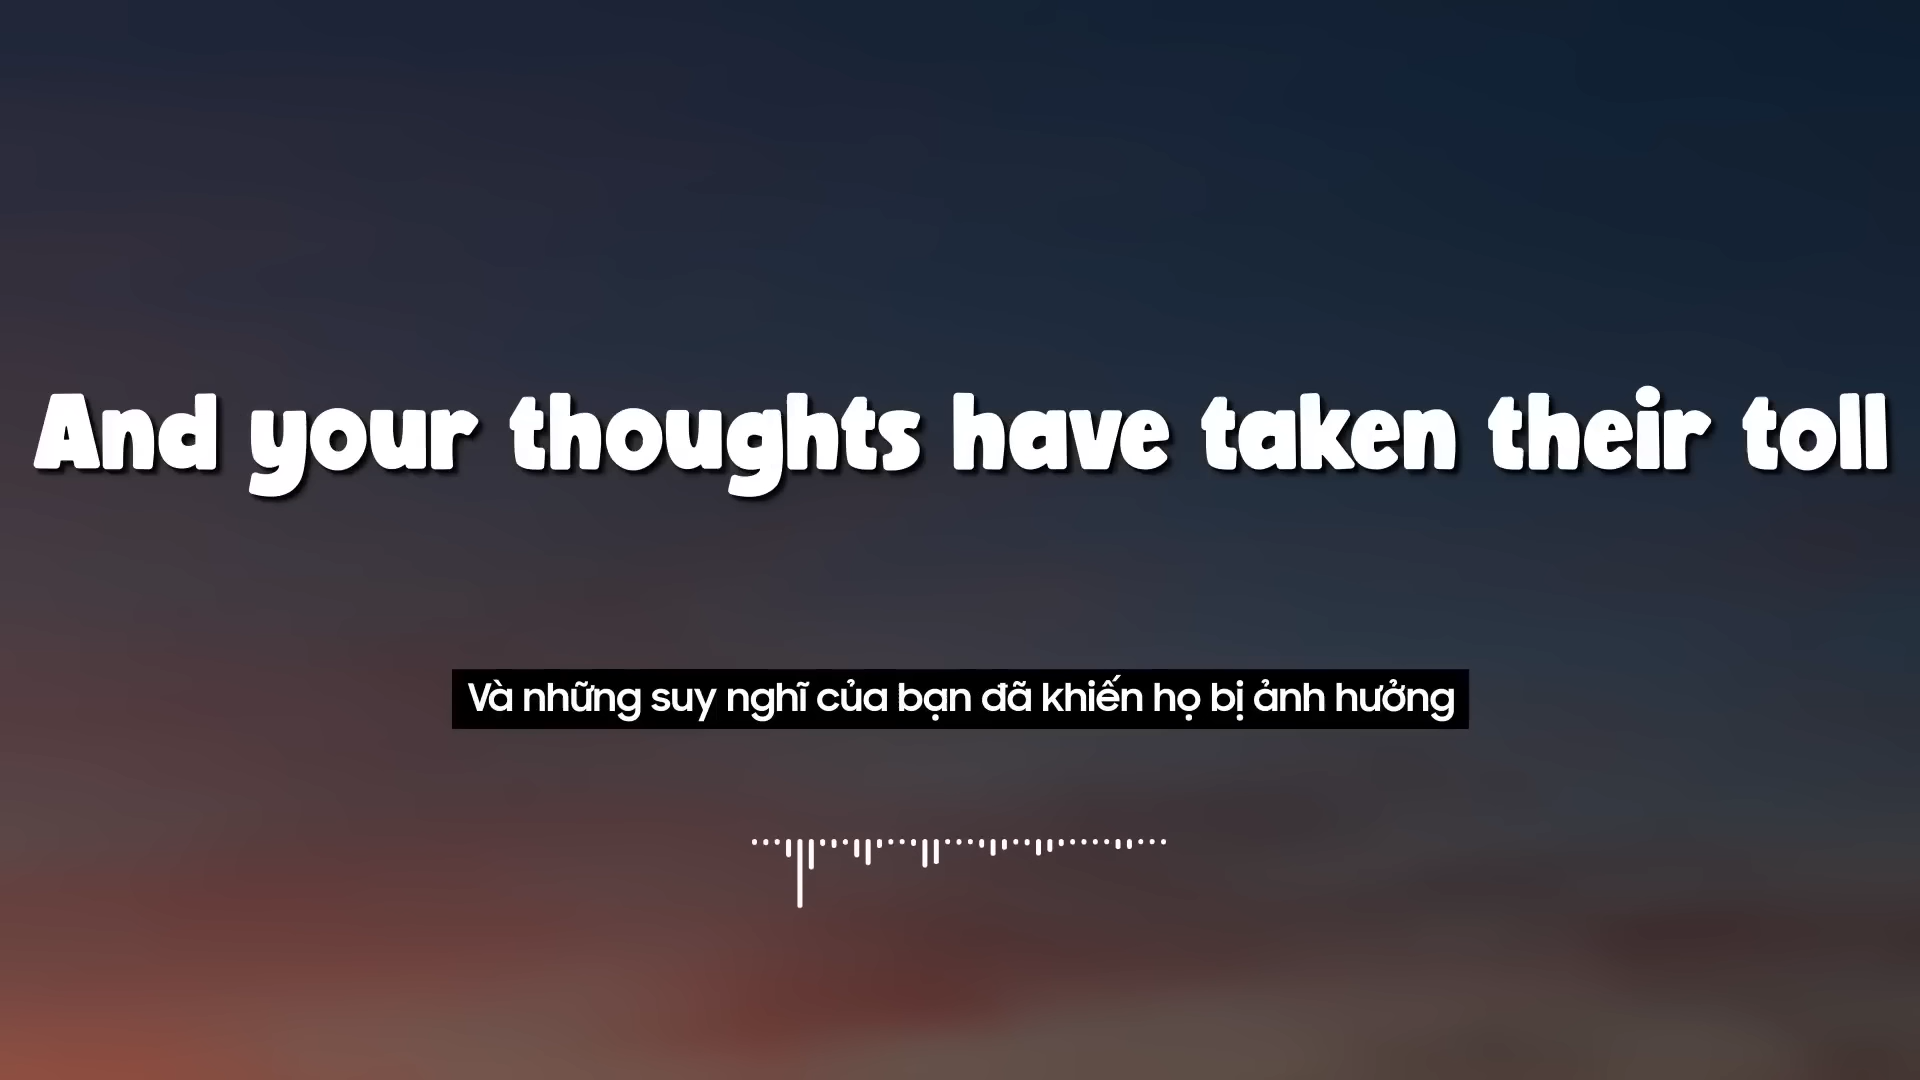 And your thoughts have taken their toll
Và những suy nghĩ của bạn đã khiến họ bị ảnh hưởng